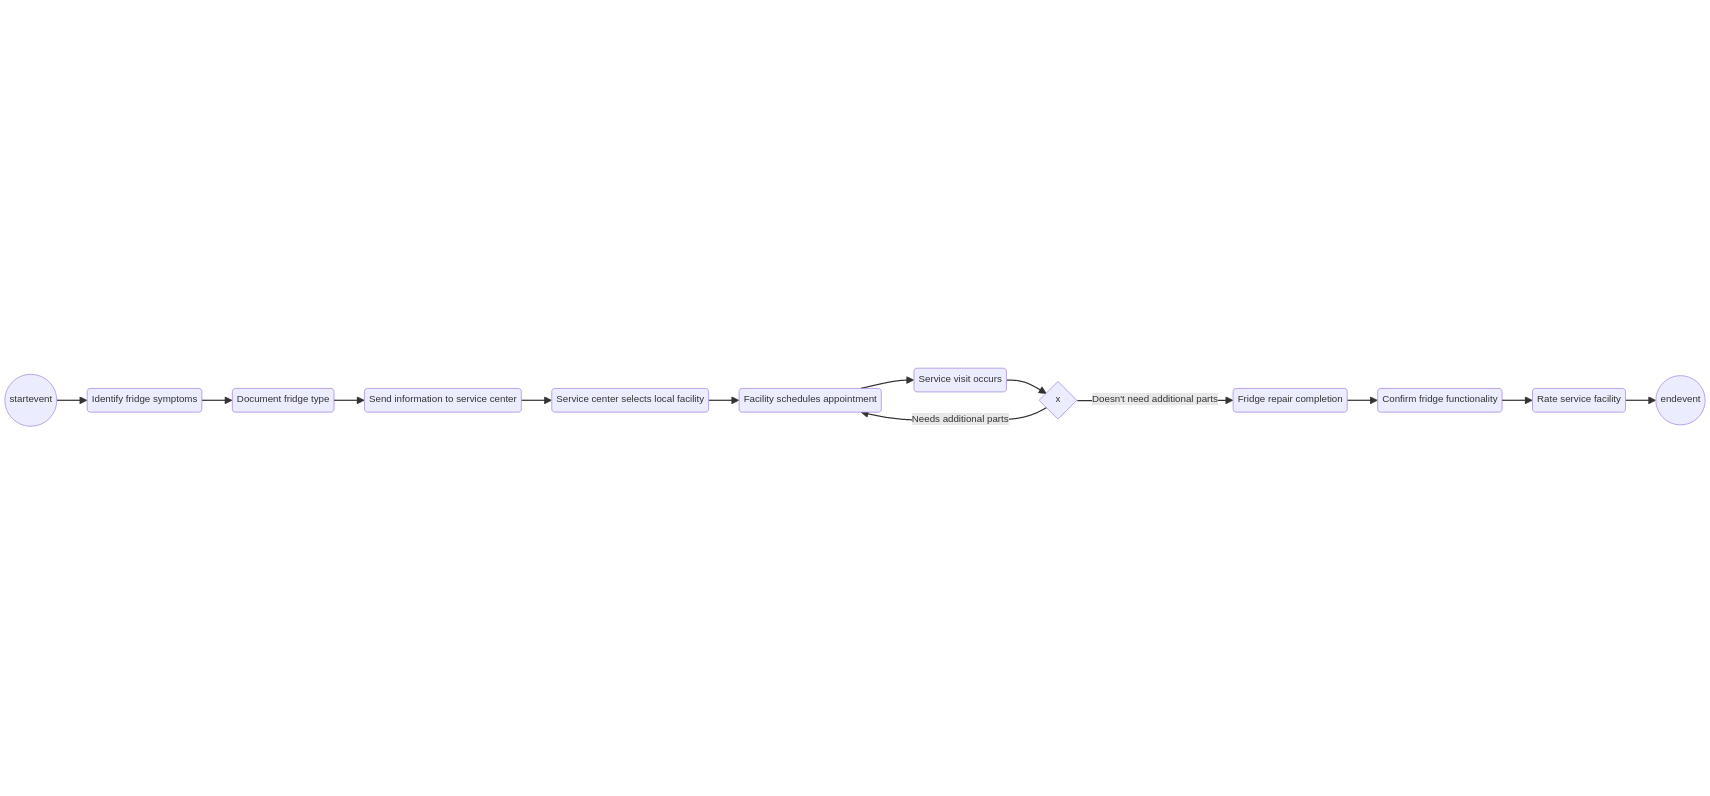 startevent
Identify fridge symptoms
Document fridge type
Send information to service center
Service center selects local facility
Facility schedules appointment
Service visit occurs
Needs additional parts
x
Doesn't need additional parts
Fridge repair completion
Confirm fridge functionality
Rate service facility
endevent